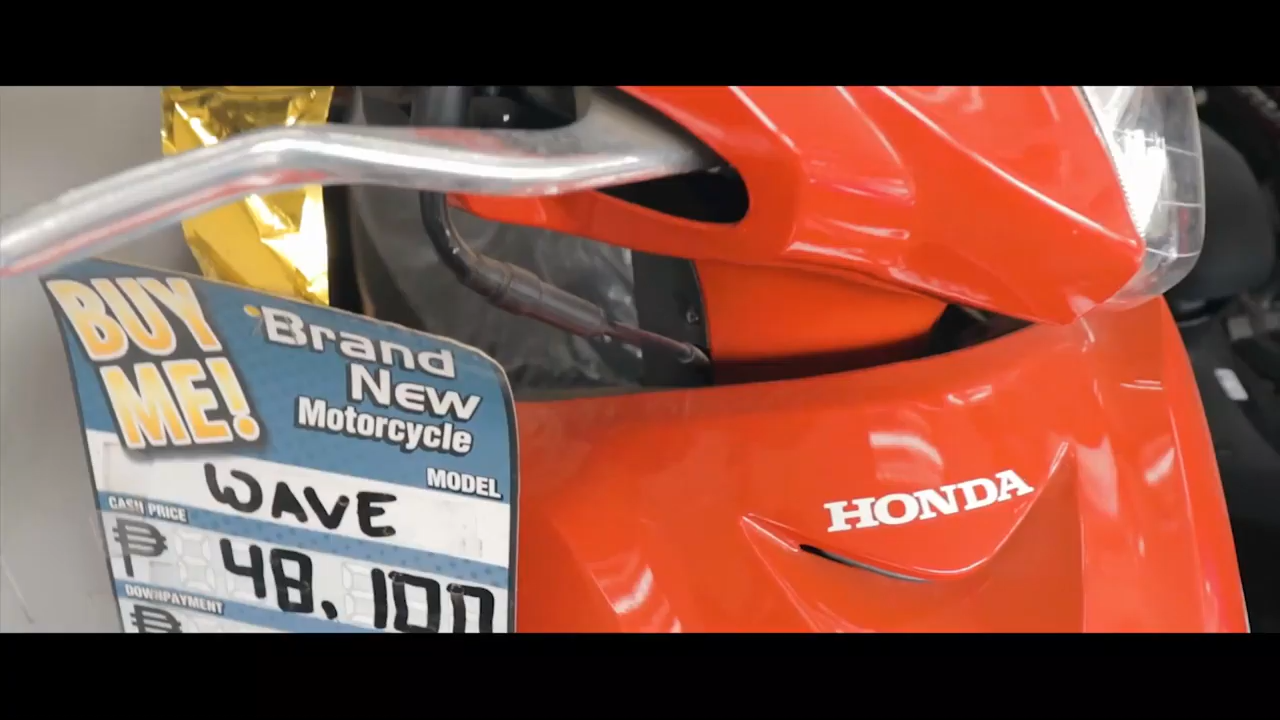 BUY
ME!
Brand
New
Motorcycle
MODEL
WAVE
CASH PRICE
₱ 48.100
DOWNPAYMENT
₱
HONDA